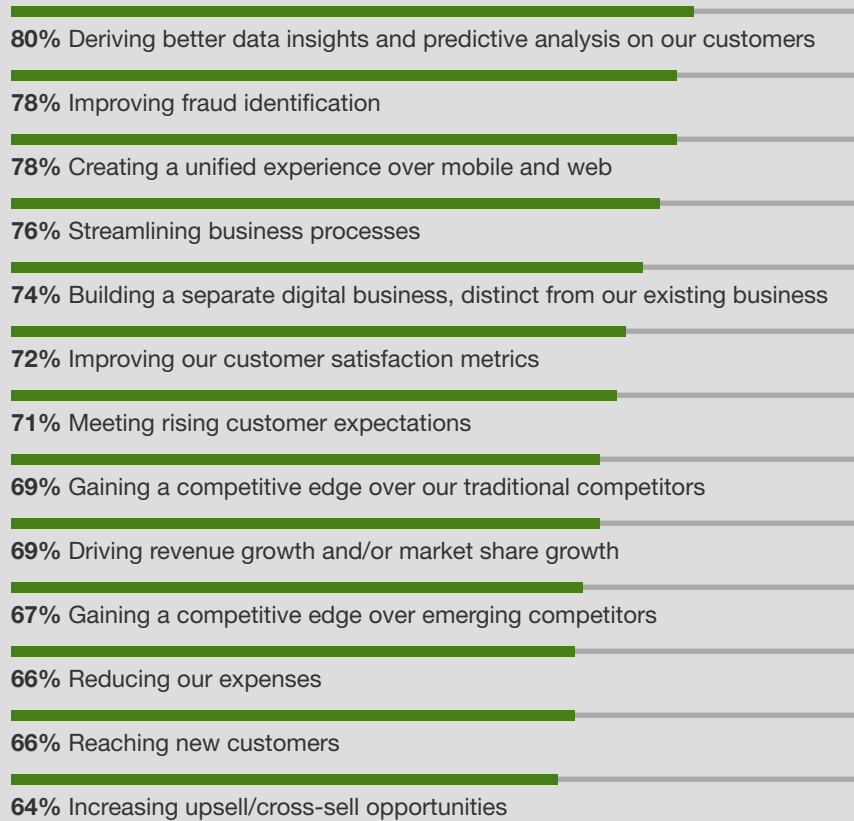 80% Deriving better data insights and predictive analysis on our customers
78% Improving fraud identification
78% Creating a unified experience over mobile and web
76% Streamlining business processes
74% Building a separate digital business, distinct from our existing business
72% Improving our customer satisfaction metrics
71% Meeting rising customer expectations
69% Gaining a competitive edge over our traditional competitors
69% Driving revenue growth and/or market share growth
67% Gaining a competitive edge over emerging competitors
66% Reducing our expenses
66% Reaching new customers
64% Increasing upsell/cross-sell opportunities